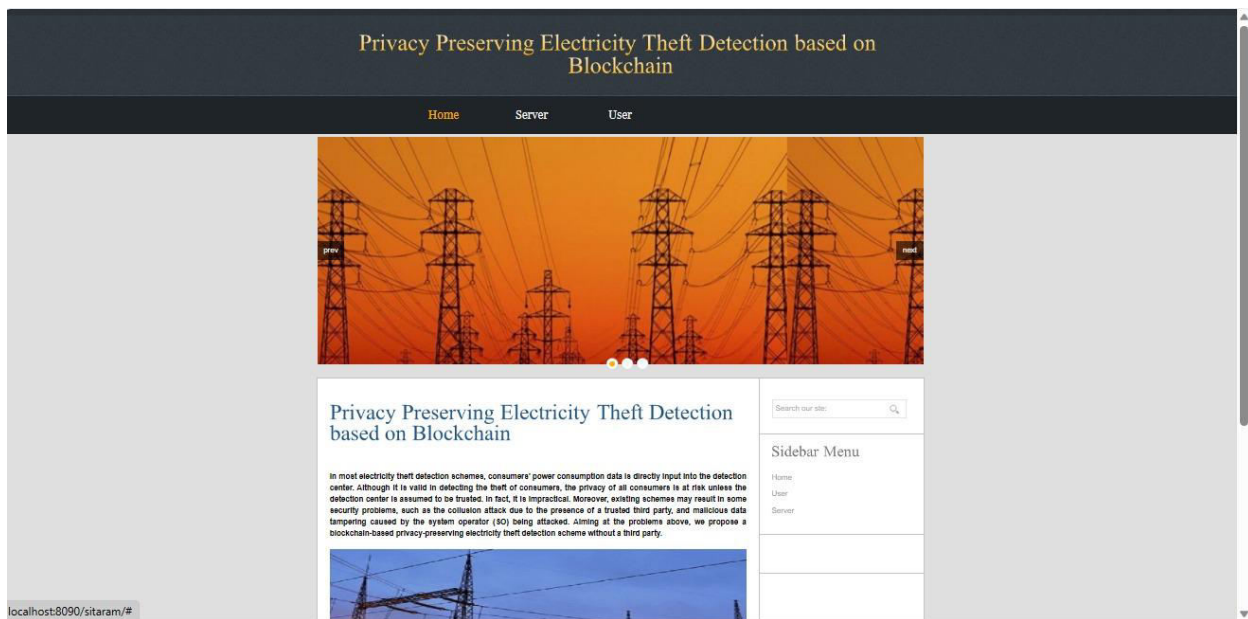 Privacy Preserving Electricity Theft Detection based on
Blockchain
Home
Server
User
prev
next
Privacy Preserving Electricity Theft Detection
based on Blockchain
In most electricity theft detection schemes, consumers' power consumption data is directly input into the detection
center. Although it is valid in detecting the theft of consumers, the privacy of all consumers is at risk unless the
detection center is assumed to be trusted. In fact, it is impractical. Moreover, existing schemes may result in some
security problems, such as the collusion attack due to the presence of a trusted third party, and malicious data
tampering caused by the system operator (SO) being attacked. Aiming at the problems above, we propose a
blockchain-based privacy-preserving electricity theft detection scheme without a third party.
Search our site:
Sidebar Menu
Home
User
Server
localhost:8090/sitaram/#